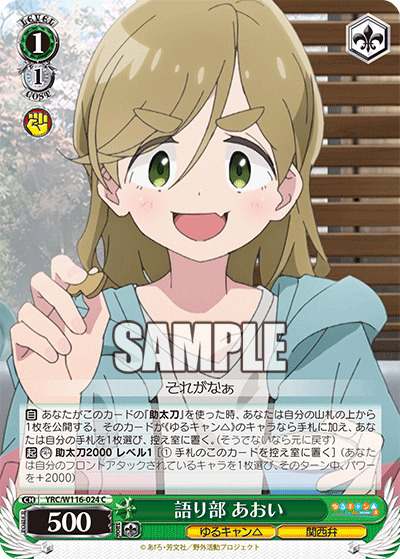 LEVEL
1
1
COST
SAMPLE
それがなぁ
自 あなたがこのカードの「助太刀」を使った時、あなたは自分の山札の上から
1枚を公開する。そのカードが《ゆるキャン△》のキャラなら手札に加え、あな
たは自分の手札を1枚選び、控え室に置く。(そうでないなら元に戻す)
起 助太刀2000 レベル1 [① 手札のこのカードを控え室に置く] (あなた
は自分のフロントアタックされているキャラを1枚選び、そのターン中、パワー
を+2000)
CH YRC/W116-024 C
500
語り部 あおい
ゆるキャン△
ゆるキャン△
関西弁
©あfろ・芳文社/野外活動プロジェクト